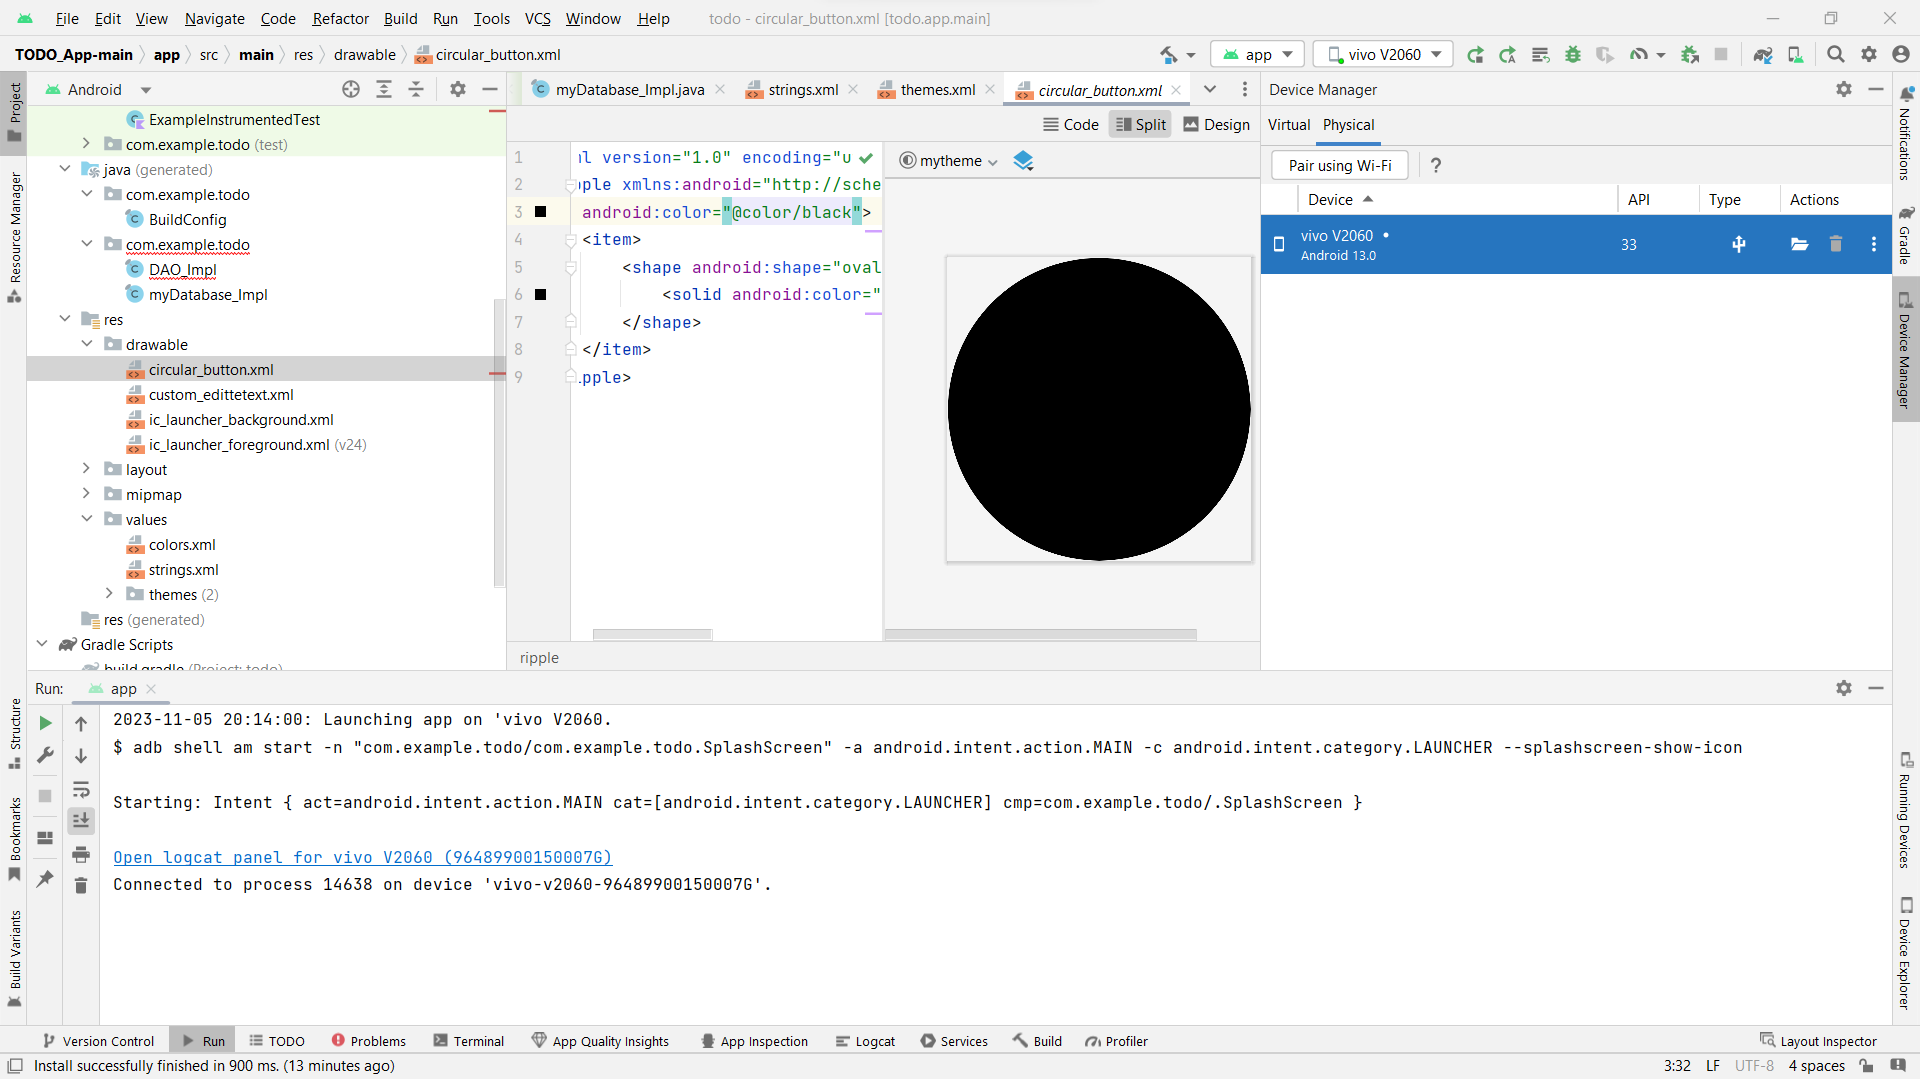 File Edit View Navigate Code Refactor Build Run Tools VCS Window Help todo - circular_button.xml [todo.app.main]
TODO_App-main app src main res drawable circular_button.xml app vivo V2060
Project
Resource Manager
Structure
Bookmarks
Build Variants
Android
ExampleInstrumentedTest
com.example.todo (test)
java (generated)
com.example.todo
BuildConfig
com.example.todo
DAO_Impl
myDatabase_Impl
res
drawable
circular_button.xml
custom_edittetext.xml
ic_launcher_background.xml
ic_launcher_foreground.xml (v24)
layout
mipmap
values
colors.xml
strings.xml
themes (2)
res (generated)
Gradle Scripts
build.gradle (Project: todo)
myDatabase_Impl.java strings.xml themes.xml circular_button.xml
Code Split Design
1 nl version="1.0" encoding="u
2 pple xmlns:android="http://sche
3 android:color="@color/black">
4 <item>
5 <shape android:shape="oval
6 <solid android:color="
7 </shape>
8 </item>
9 ipple>
mytheme
ripple
Device Manager
Virtual Physical
Pair using Wi-Fi ?
Device API Type Actions
vivo V2060 33
Android 13.0
Notifications
Gradle
Device Manager
Running Devices
Device Explorer
Run: app
2023-11-05 20:14:00: Launching app on 'vivo V2060.
$ adb shell am start -n "com.example.todo/com.example.todo.SplashScreen" -a android.intent.action.MAIN -c android.intent.category.LAUNCHER --splashscreen-show-icon
Starting: Intent { act=android.intent.action.MAIN cat=[android.intent.category.LAUNCHER] cmp=com.example.todo/.SplashScreen }
Open logcat panel for vivo V2060 (96489900150007G)
Connected to process 14638 on device 'vivo-v2060-96489900150007G'.
Version Control Run TODO Problems Terminal App Quality Insights App Inspection Logcat Services Build Profiler Layout Inspector
Install successfully finished in 900 ms. (13 minutes ago) 3:32 LF UTF-8 4 spaces